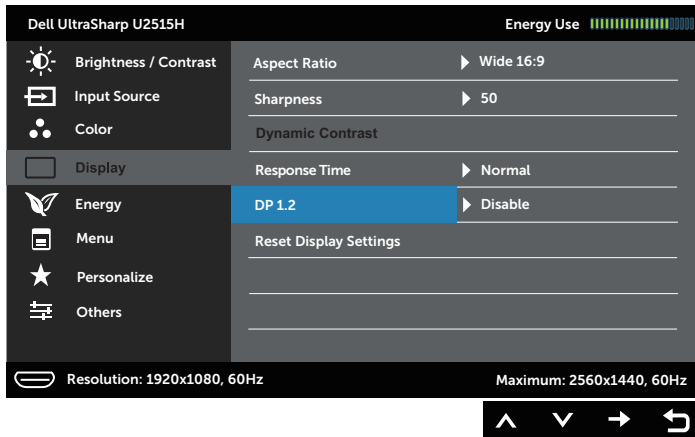 Dell UltraSharp U2515H Energy Use
Brightness / Contrast
Input Source
Color
Display
Energy
Menu
Personalize
Others
Aspect Ratio Wide 16:9
Sharpness 50
Dynamic Contrast
Response Time Normal
DP 1.2 Disable
Reset Display Settings
Resolution: 1920x1080, 60Hz Maximum: 2560x1440, 60Hz